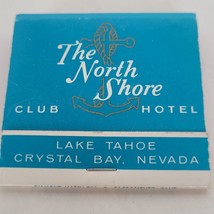 The
North
Shore
CLUB HOTEL
LAKE TAHOE
CRYSTAL BAY, NEVADA